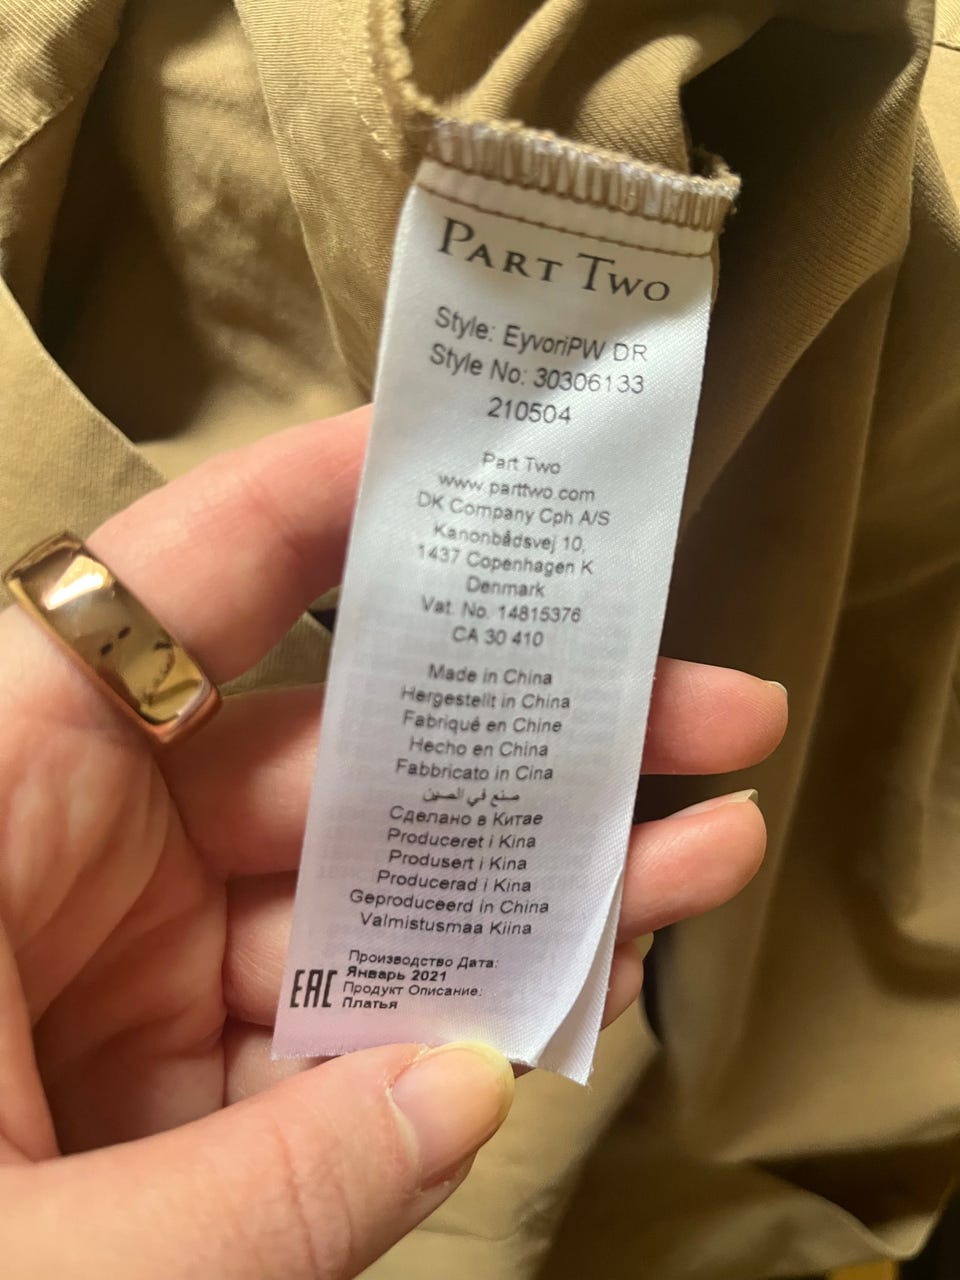 PART TWO
Style: EyvoriPW DR
Style No: 30306133
210504
Part Two
www.parttwo.com
DK Company Cph A/S
Kanonbådsvej 10,
1437 Copenhagen K
Denmark
Vat. No. 14815376
CA 30 410
Made in China
Hergestellt in China
Fabriqué en Chine
Hecho en China
Fabbricato in Cina
صنع في الصين
Сделано в Китае
Produceret i Kina
Produsert i Kina
Producerad i Kina
Geproduceerd in China
Valmistusmaa Kiina
Производство Дата:
Январь 2021
EAC Продукт Описание:
Платья